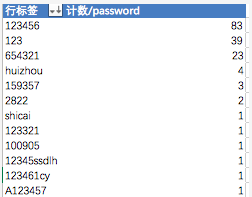 行标签 计数/password
123456 83
123 39
654321 23
huizhou 4
159357 3
2822 2
shicai 1
123321 1
100905 1
12345ssdlh 1
123461cy 1
A123457 1